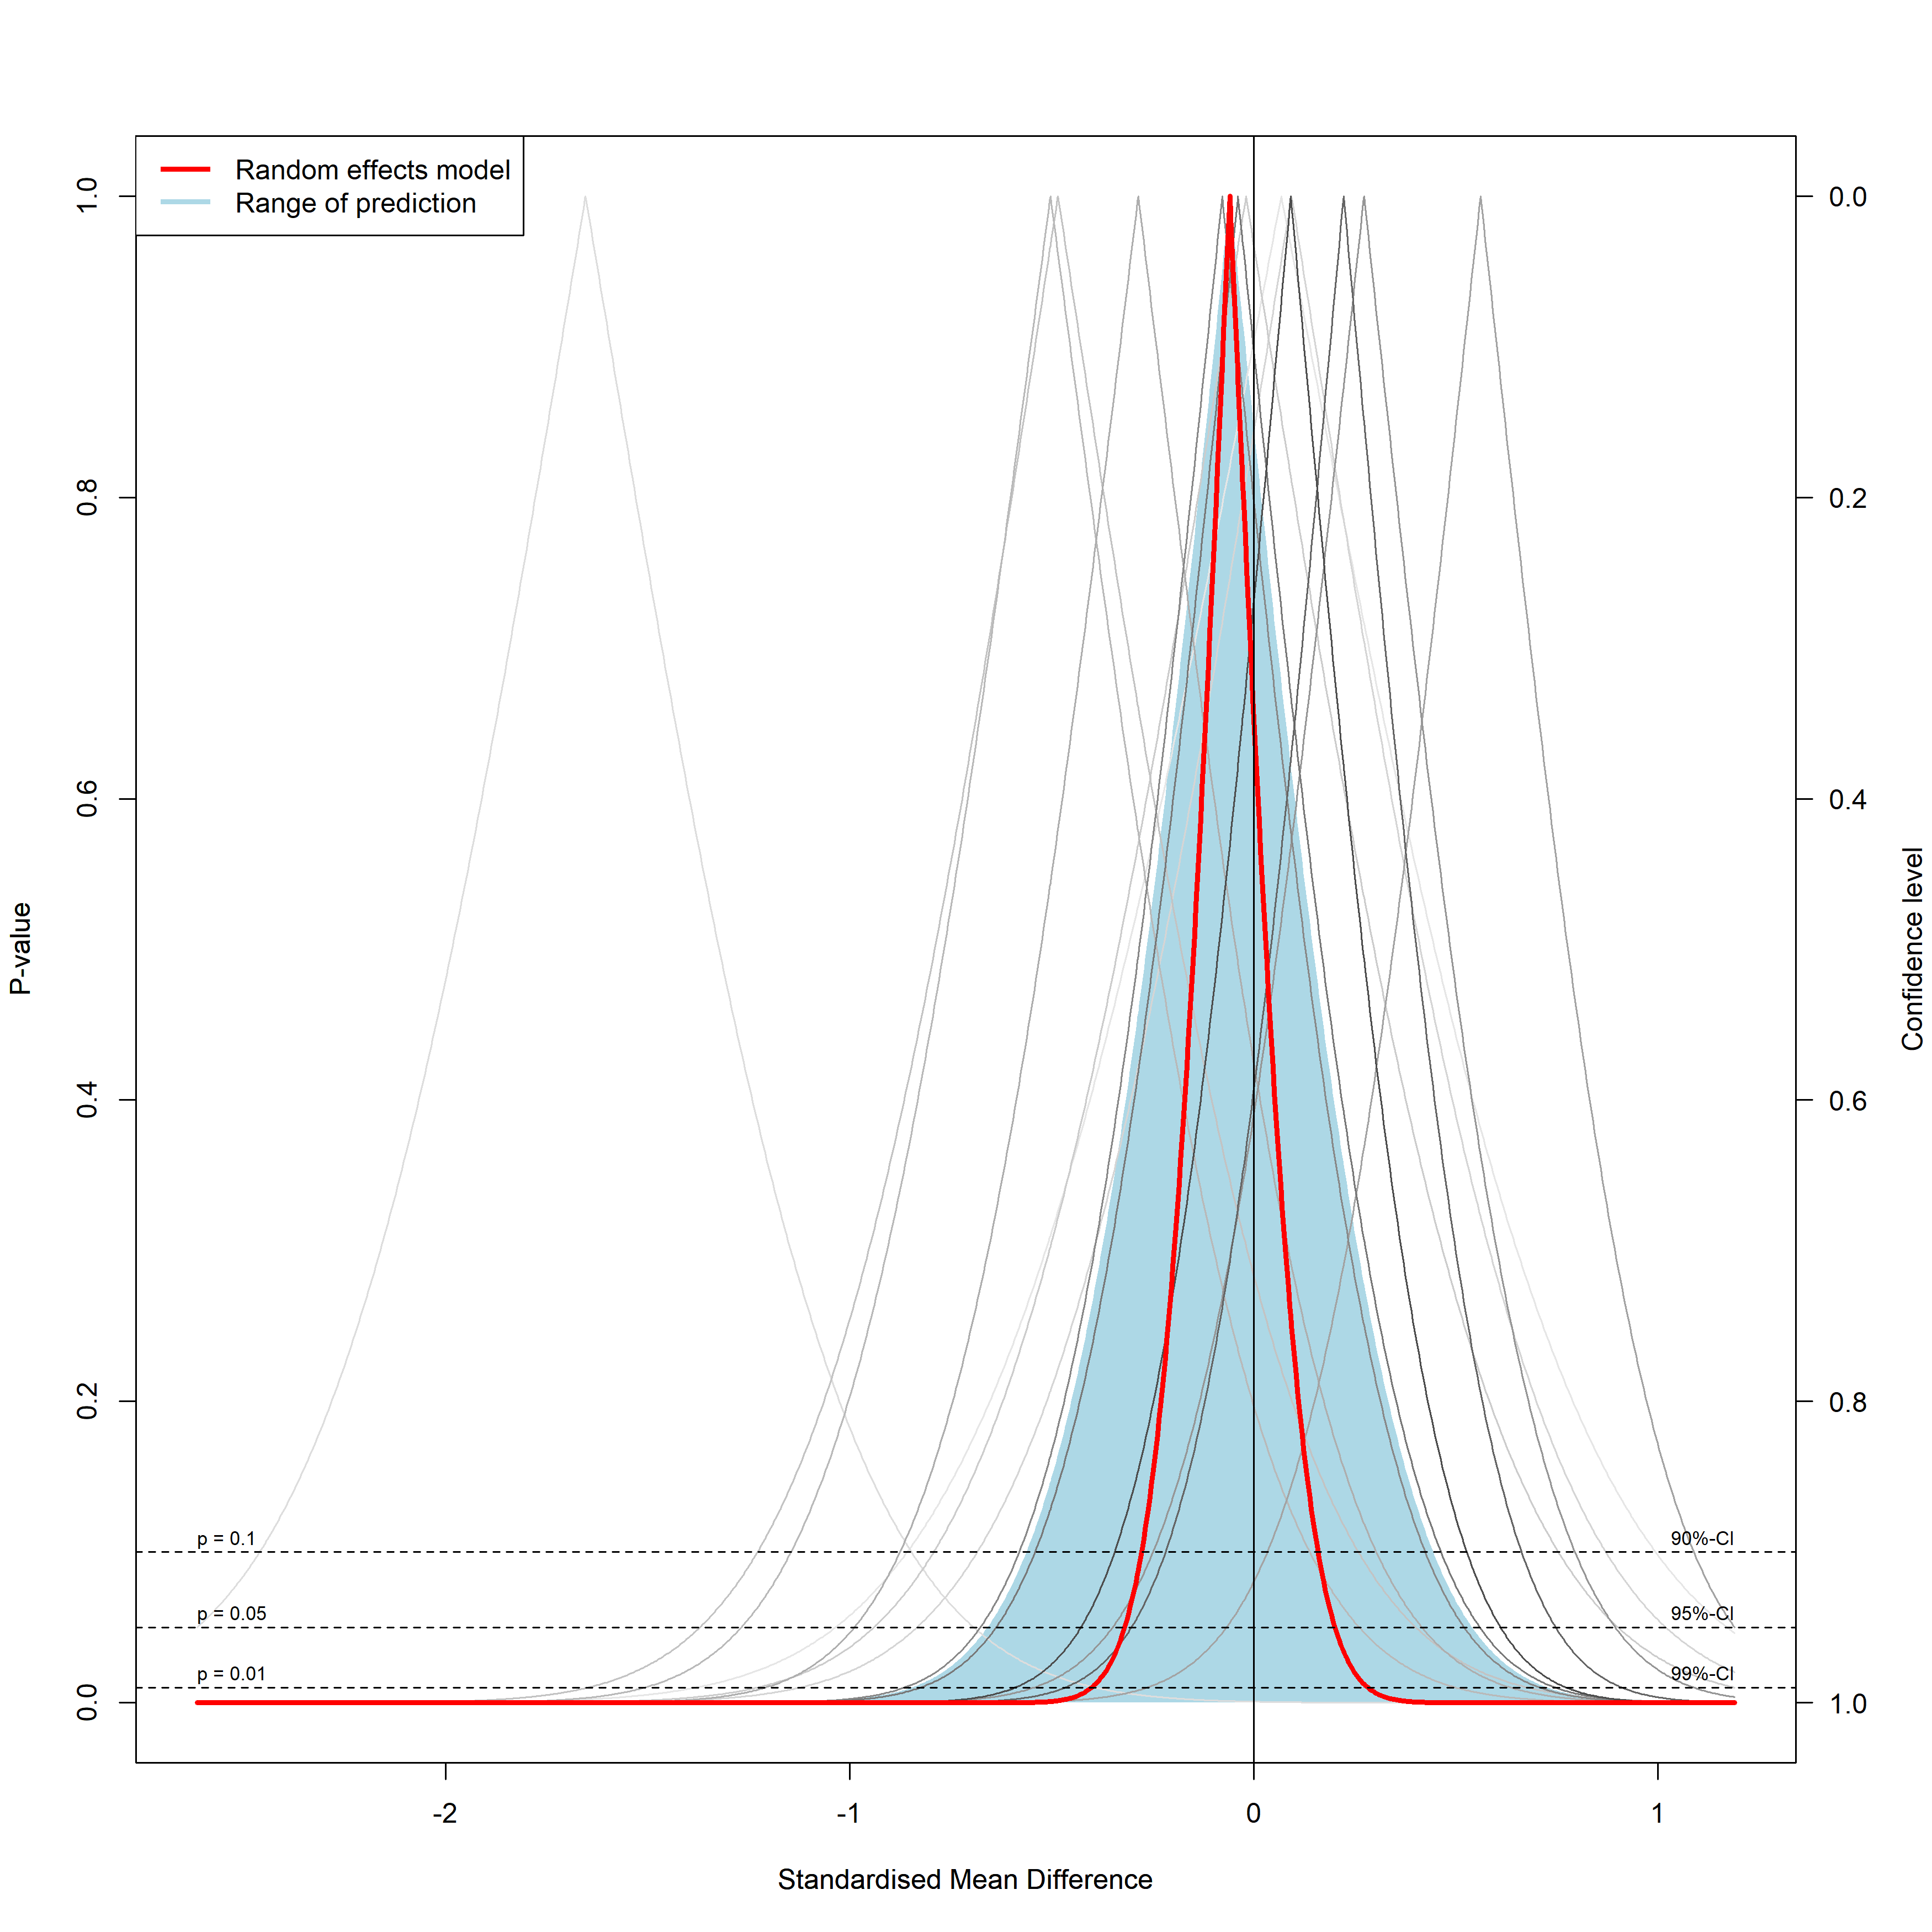 Random effects model
Range of prediction
1.0
0.8
0.6
0.4
0.2
0.0
P-value
0.0
0.2
0.4
0.6
0.8
1.0
Confidence level
p = 0.1
90%-CI
p = 0.05
95%-CI
p = 0.01
99%-CI
-2
-1
0
1
Standardised Mean Difference